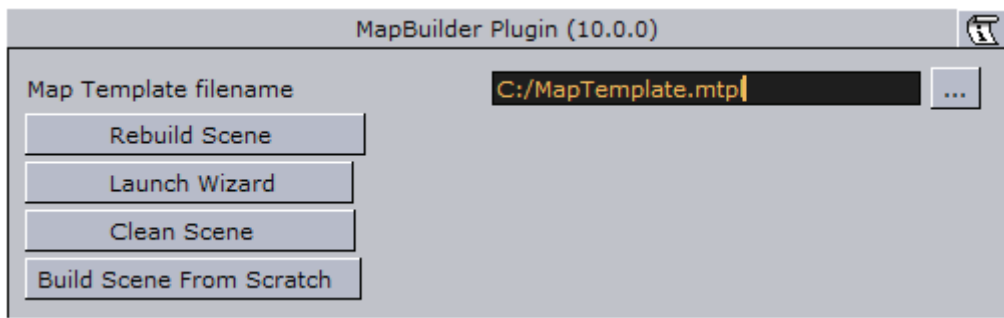 MapBuilder Plugin (10.0.0)
Map Template filename C:/MapTemplate.mtpl ...
Rebuild Scene
Launch Wizard
Clean Scene
Build Scene From Scratch